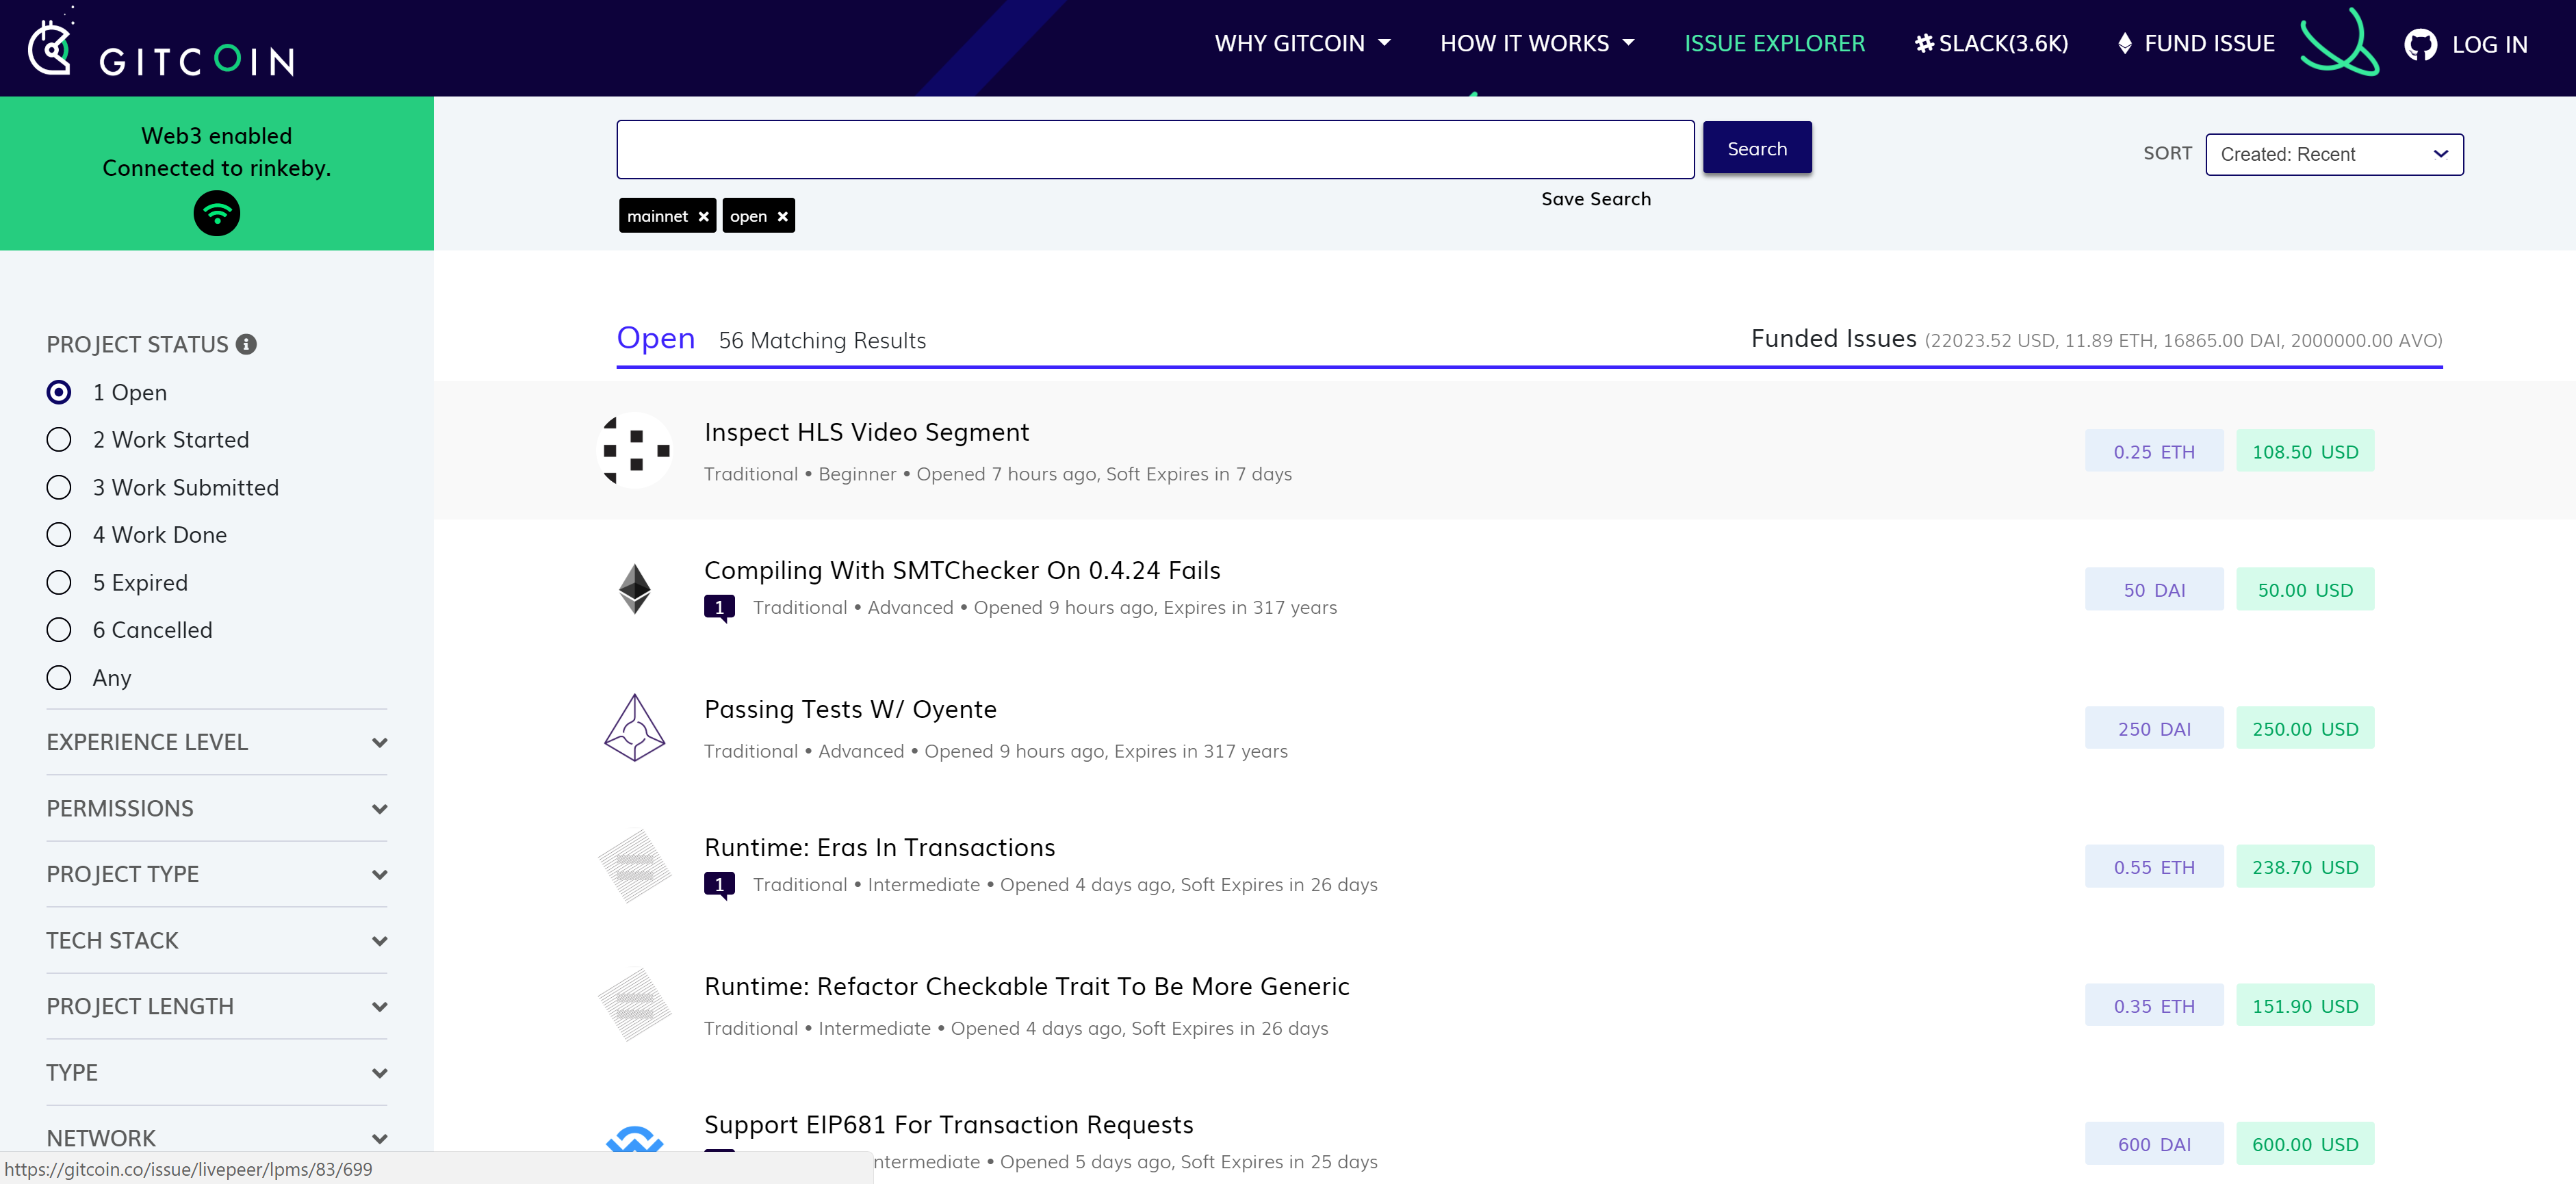 GITCOIN
WHY GITCOIN
HOW IT WORKS
ISSUE EXPLORER
SLACK(3.6K)
FUND ISSUE
LOG IN
Web3 enabled
Connected to rinkeby.
Search
SORT
Created: Recent
Save Search
mainnet ×
open ×
PROJECT STATUS
1 Open
2 Work Started
3 Work Submitted
4 Work Done
5 Expired
6 Cancelled
Any
EXPERIENCE LEVEL
PERMISSIONS
PROJECT TYPE
TECH STACK
PROJECT LENGTH
TYPE
NETWORK
Open 56 Matching Results
Funded Issues (22023.52 USD, 11.89 ETH, 16865.00 DAI, 2000000.00 AVO)
Inspect HLS Video Segment
Traditional • Beginner • Opened 7 hours ago, Soft Expires in 7 days
0.25 ETH 108.50 USD
Compiling With SMTChecker On 0.4.24 Fails
1 Traditional • Advanced • Opened 9 hours ago, Expires in 317 years
50 DAI 50.00 USD
Passing Tests W/ Oyente
Traditional • Advanced • Opened 9 hours ago, Expires in 317 years
250 DAI 250.00 USD
Runtime: Eras In Transactions
1 Traditional • Intermediate • Opened 4 days ago, Soft Expires in 26 days
0.55 ETH 238.70 USD
Runtime: Refactor Checkable Trait To Be More Generic
Traditional • Intermediate • Opened 4 days ago, Soft Expires in 26 days
0.35 ETH 151.90 USD
Support EIP681 For Transaction Requests
ntermediate • Opened 5 days ago, Soft Expires in 25 days
600 DAI 600.00 USD
https://gitcoin.co/issue/livepeer/lpms/83/699